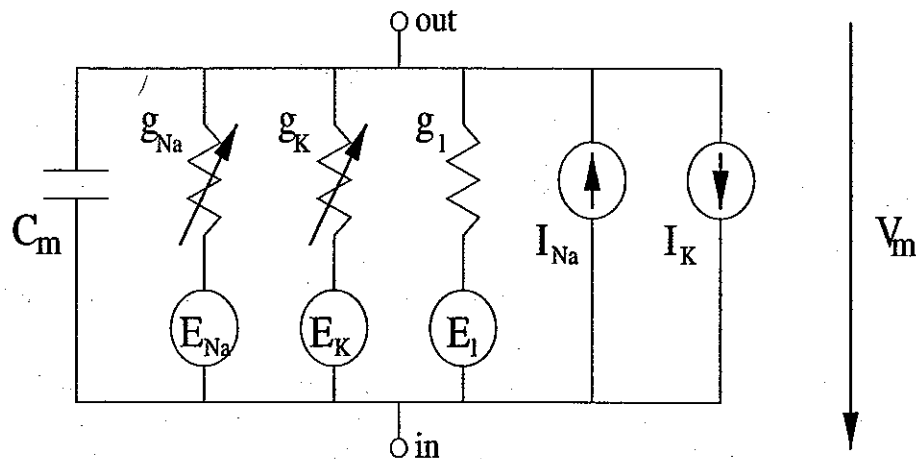 out
g_Na
g_K
g_l
C_m
I_Na
I_K
V_m
E_Na
E_K
E_l
in